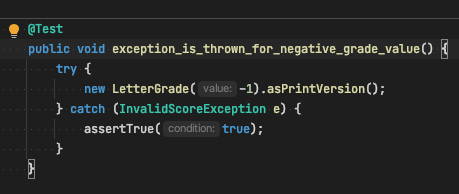 @Test
public void exception_is_thrown_for_negative_grade_value() {
try {
new LetterGrade( value: -1).asPrintVersion();
} catch (InvalidScoreException e) {
assertTrue( condition: true);
}
}